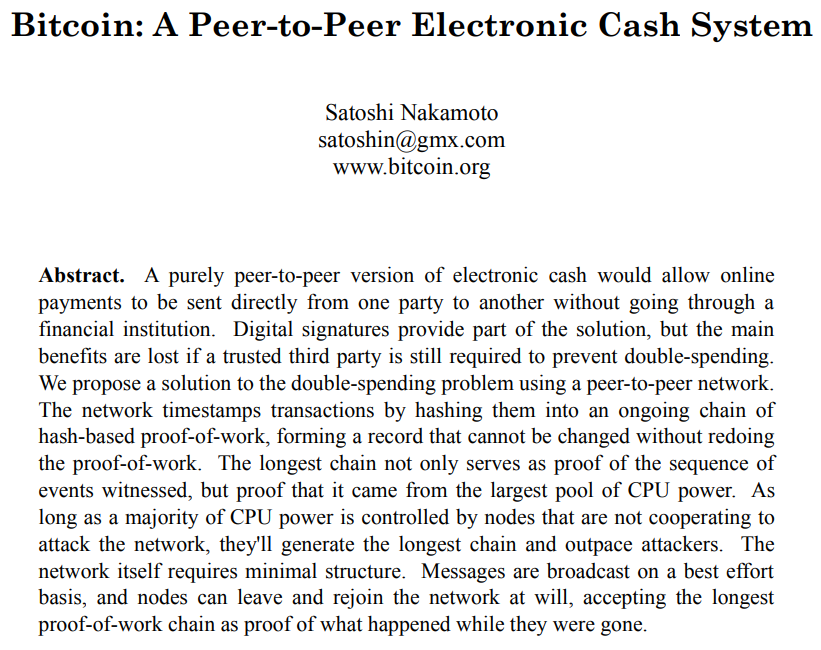 Bitcoin: A Peer-to-Peer Electronic Cash System
Satoshi Nakamoto
satoshin@gmx.com
www.bitcoin.org
Abstract. A purely peer-to-peer version of electronic cash would allow online
payments to be sent directly from one party to another without going through a
financial institution. Digital signatures provide part of the solution, but the main
benefits are lost if a trusted third party is still required to prevent double-spending.
We propose a solution to the double-spending problem using a peer-to-peer network.
The network timestamps transactions by hashing them into an ongoing chain of
hash-based proof-of-work, forming a record that cannot be changed without redoing
the proof-of-work. The longest chain not only serves as proof of the sequence of
events witnessed, but proof that it came from the largest pool of CPU power. As
long as a majority of CPU power is controlled by nodes that are not cooperating to
attack the network, they'll generate the longest chain and outpace attackers. The
network itself requires minimal structure. Messages are broadcast on a best effort
basis, and nodes can leave and rejoin the network at will, accepting the longest
proof-of-work chain as proof of what happened while they were gone.